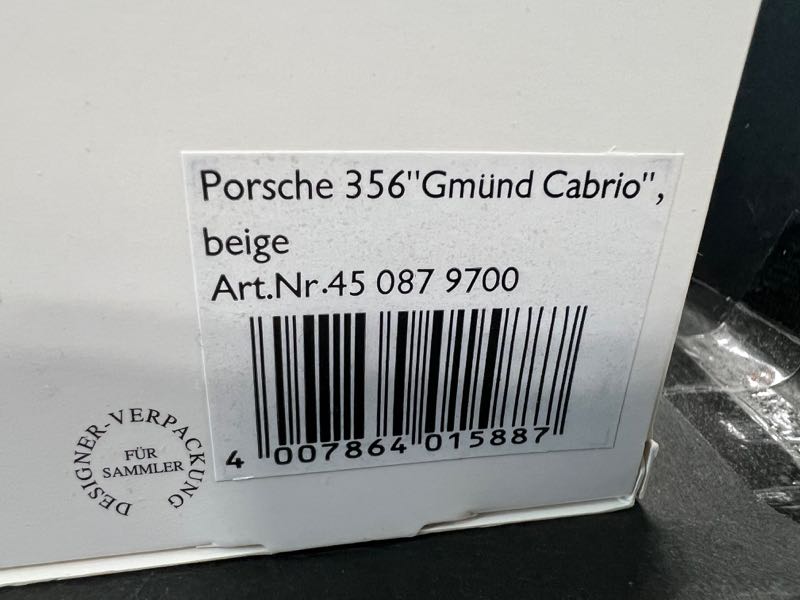 Porsche 356"Gmünd Cabrio",
beige
Art.Nr.45 087 9700
4 007864 015887
DESIGNER-VERPACKUNG
FÜR
SAMMLER